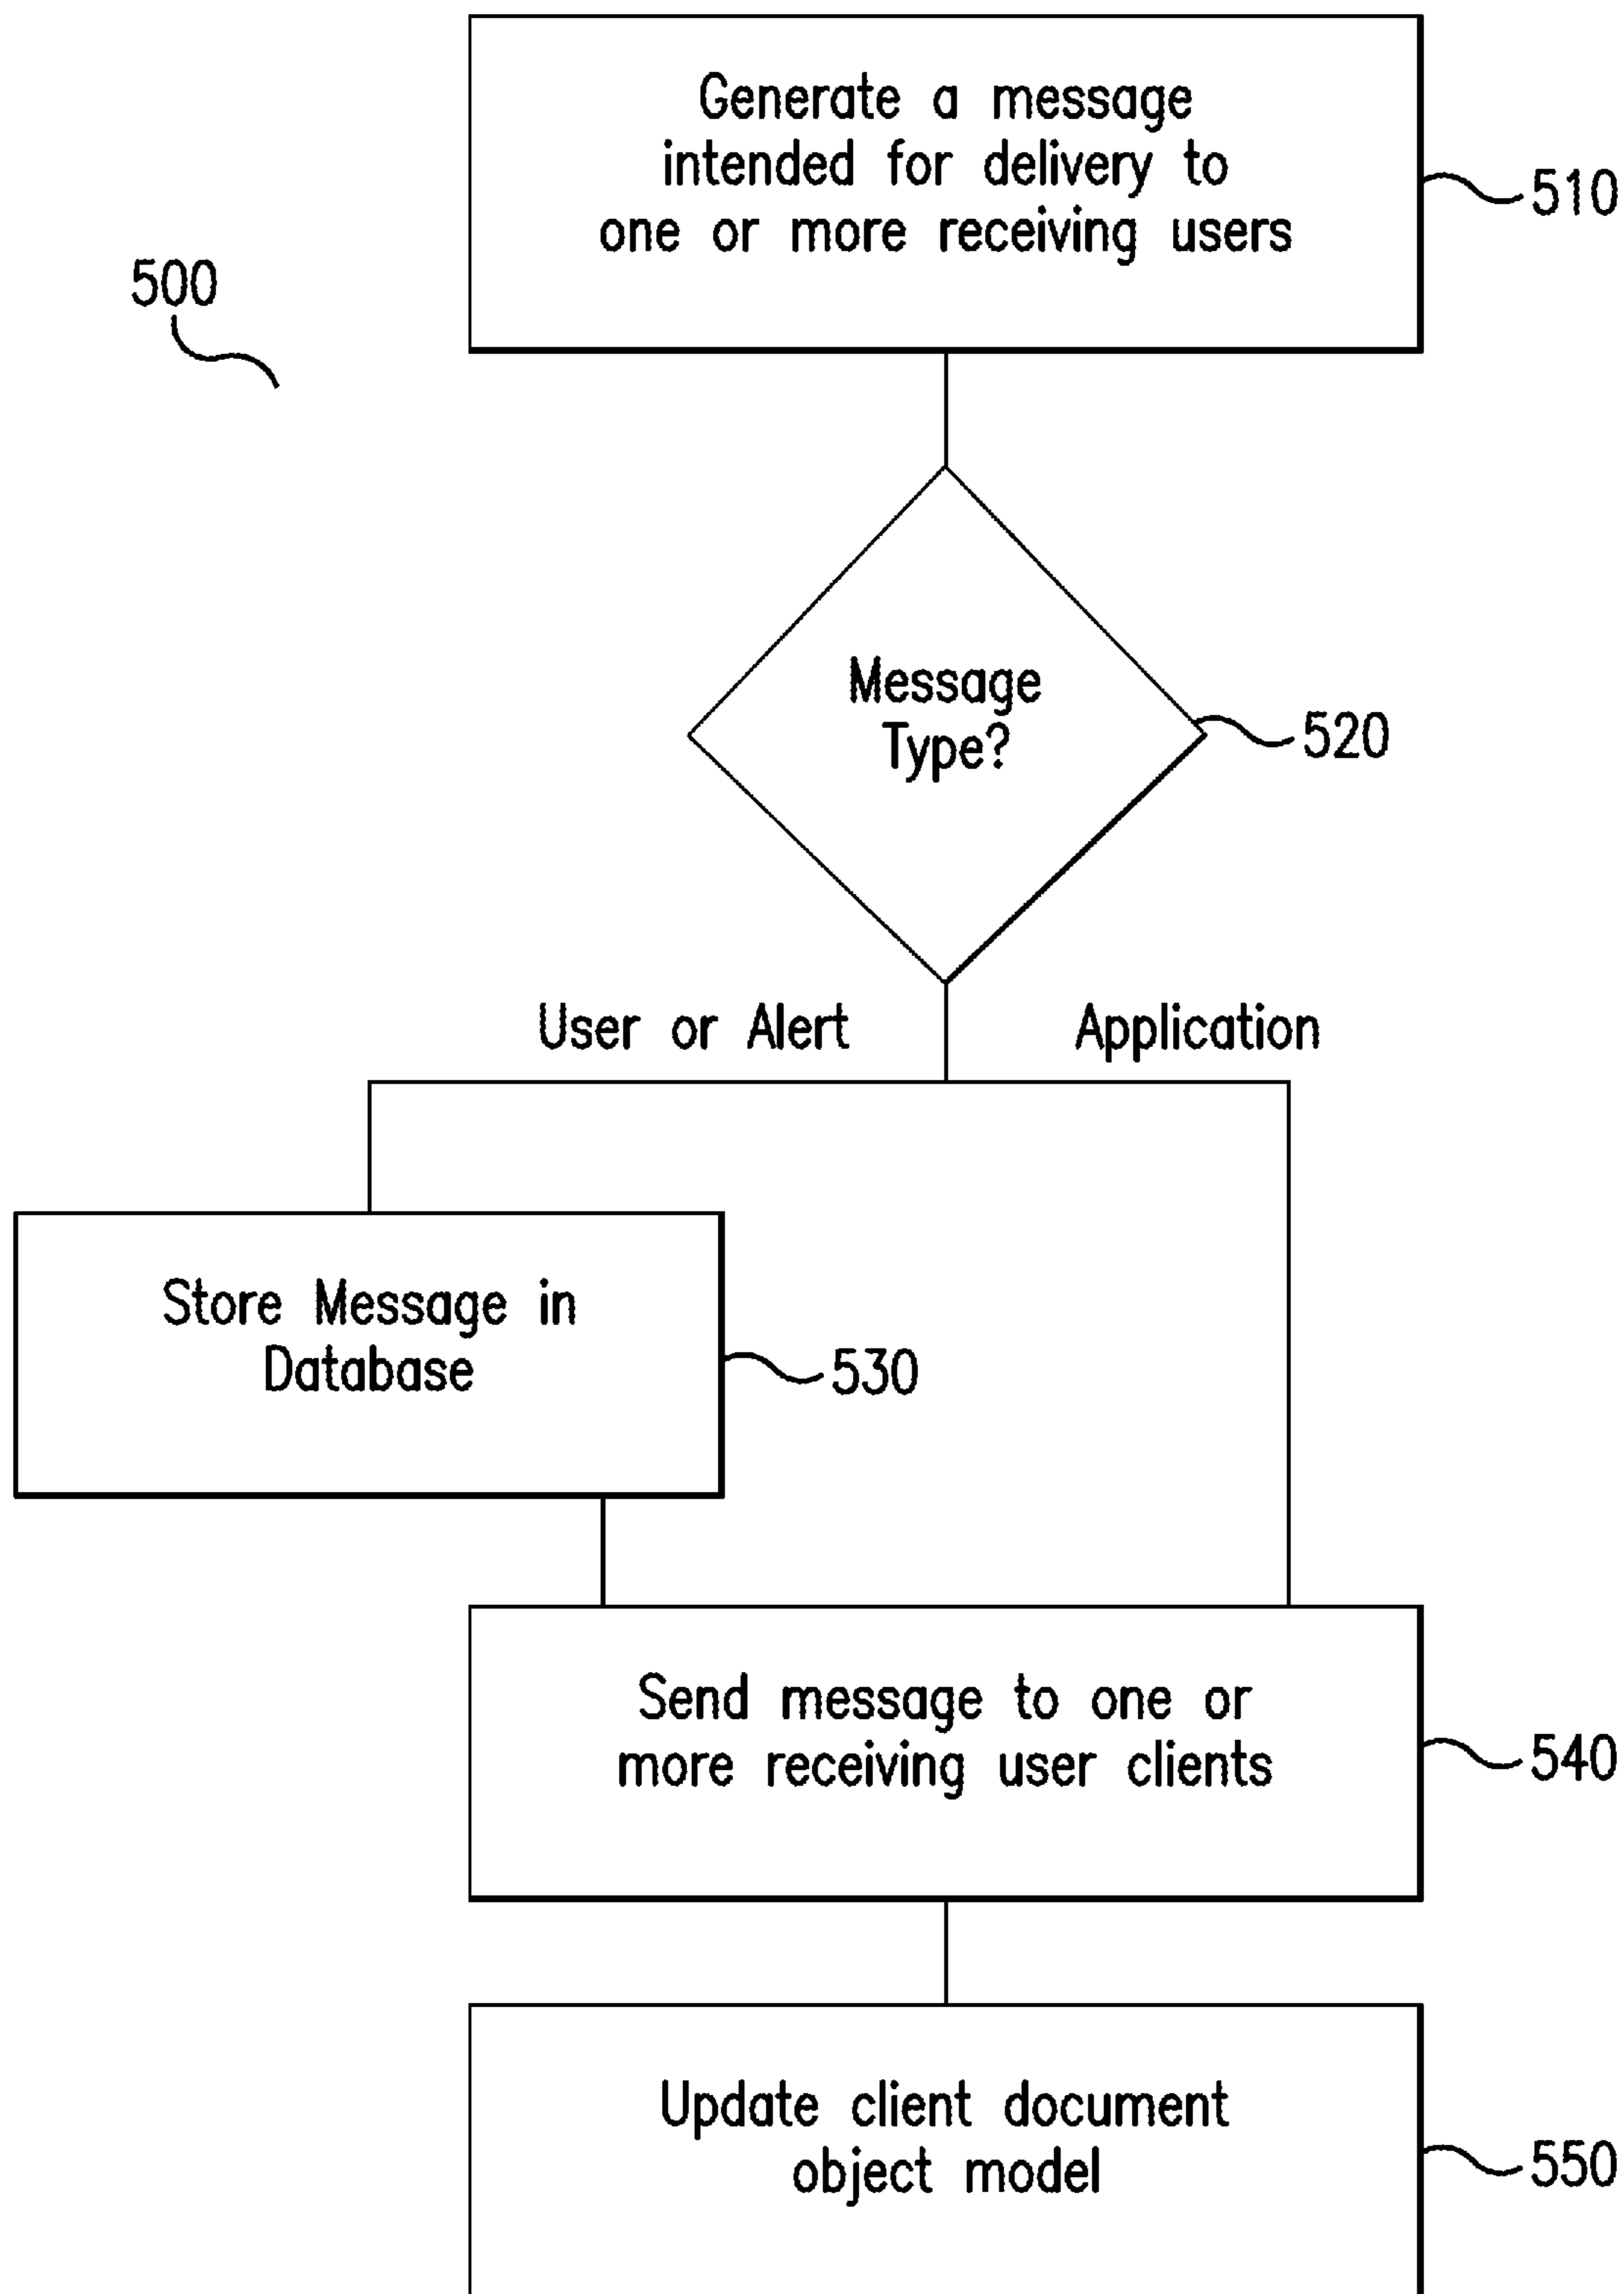 Generate a message
intended for delivery to
one or more receiving users
510
500
Message
Type?
520
User or Alert
Application
Store Message in
Database
530
Send message to one or
more receiving user clients
540
Update client document
object model
550